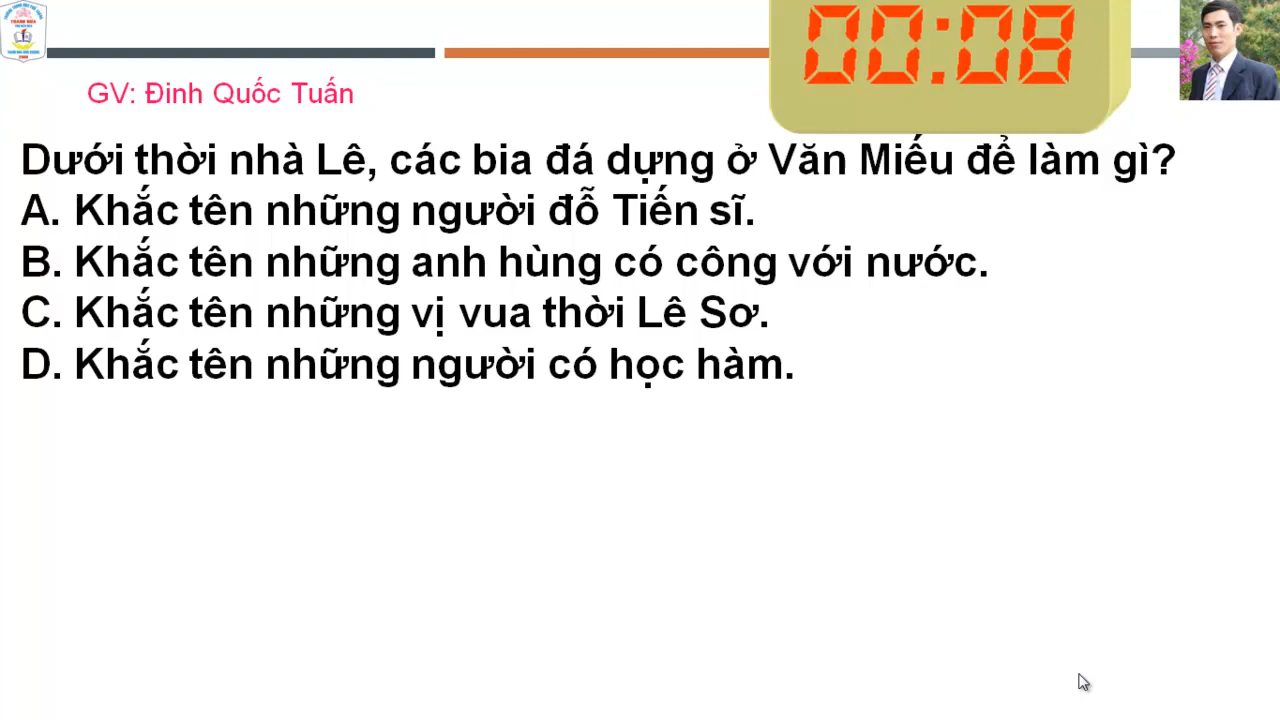 00:08
GV: Đinh Quốc Tuấn
Dưới thời nhà Lê, các bia đá dựng ở Văn Miếu để làm gì?
A. Khắc tên những người đỗ Tiến sĩ.
B. Khắc tên những anh hùng có công với nước.
C. Khắc tên những vị vua thời Lê Sơ.
D. Khắc tên những người có học hàm.